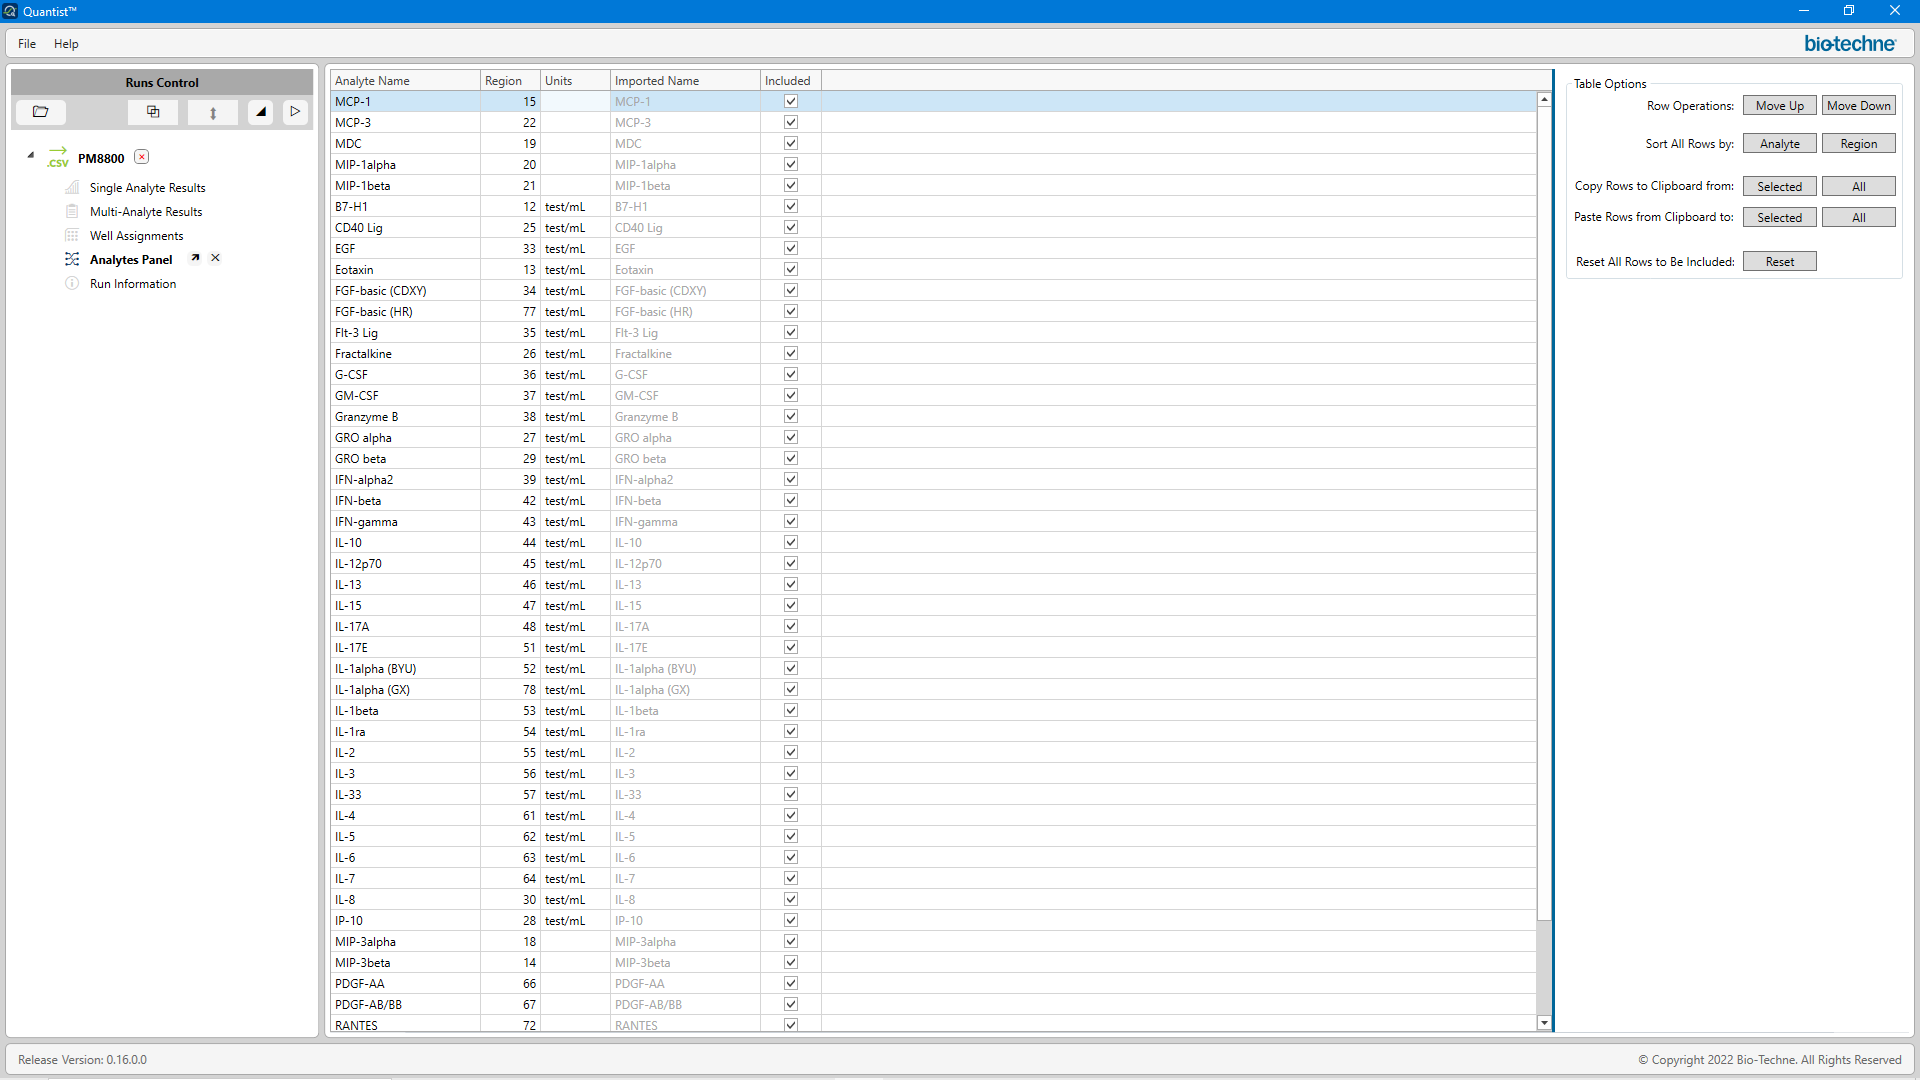 Quantist™
File Help
bio-techne
Runs Control
.CSV PM8800
Single Analyte Results
Multi-Analyte Results
Well Assignments
Analytes Panel
Run Information
Analyte Name Region Units Imported Name Included
MCP-1 15 MCP-1
MCP-3 22 MCP-3
MDC 19 MDC
MIP-1alpha 20 MIP-1alpha
MIP-1beta 21 MIP-1beta
B7-H1 12 test/mL B7-H1
CD40 Lig 25 test/mL CD40 Lig
EGF 33 test/mL EGF
Eotaxin 13 test/mL Eotaxin
FGF-basic (CDXY) 34 test/mL FGF-basic (CDXY)
FGF-basic (HR) 77 test/mL FGF-basic (HR)
Flt-3 Lig 35 test/mL Flt-3 Lig
Fractalkine 26 test/mL Fractalkine
G-CSF 36 test/mL G-CSF
GM-CSF 37 test/mL GM-CSF
Granzyme B 38 test/mL Granzyme B
GRO alpha 27 test/mL GRO alpha
GRO beta 29 test/mL GRO beta
IFN-alpha2 39 test/mL IFN-alpha2
IFN-beta 42 test/mL IFN-beta
IFN-gamma 43 test/mL IFN-gamma
IL-10 44 test/mL IL-10
IL-12p70 45 test/mL IL-12p70
IL-13 46 test/mL IL-13
IL-15 47 test/mL IL-15
IL-17A 48 test/mL IL-17A
IL-17E 51 test/mL IL-17E
IL-1alpha (BYU) 52 test/mL IL-1alpha (BYU)
IL-1alpha (GX) 78 test/mL IL-1alpha (GX)
IL-1beta 53 test/mL IL-1beta
IL-1ra 54 test/mL IL-1ra
IL-2 55 test/mL IL-2
IL-3 56 test/mL IL-3
IL-33 57 test/mL IL-33
IL-4 61 test/mL IL-4
IL-5 62 test/mL IL-5
IL-6 63 test/mL IL-6
IL-7 64 test/mL IL-7
IL-8 30 test/mL IL-8
IP-10 28 test/mL IP-10
MIP-3alpha 18 MIP-3alpha
MIP-3beta 14 MIP-3beta
PDGF-AA 66 PDGF-AA
PDGF-AB/BB 67 PDGF-AB/BB
RANTES 72 RANTES
Table Options
Row Operations: Move Up Move Down
Sort All Rows by: Analyte Region
Copy Rows to Clipboard from: Selected All
Paste Rows from Clipboard to: Selected All
Reset All Rows to Be Included: Reset
Release Version: 0.16.0.0
© Copyright 2022 Bio-Techne. All Rights Reserved